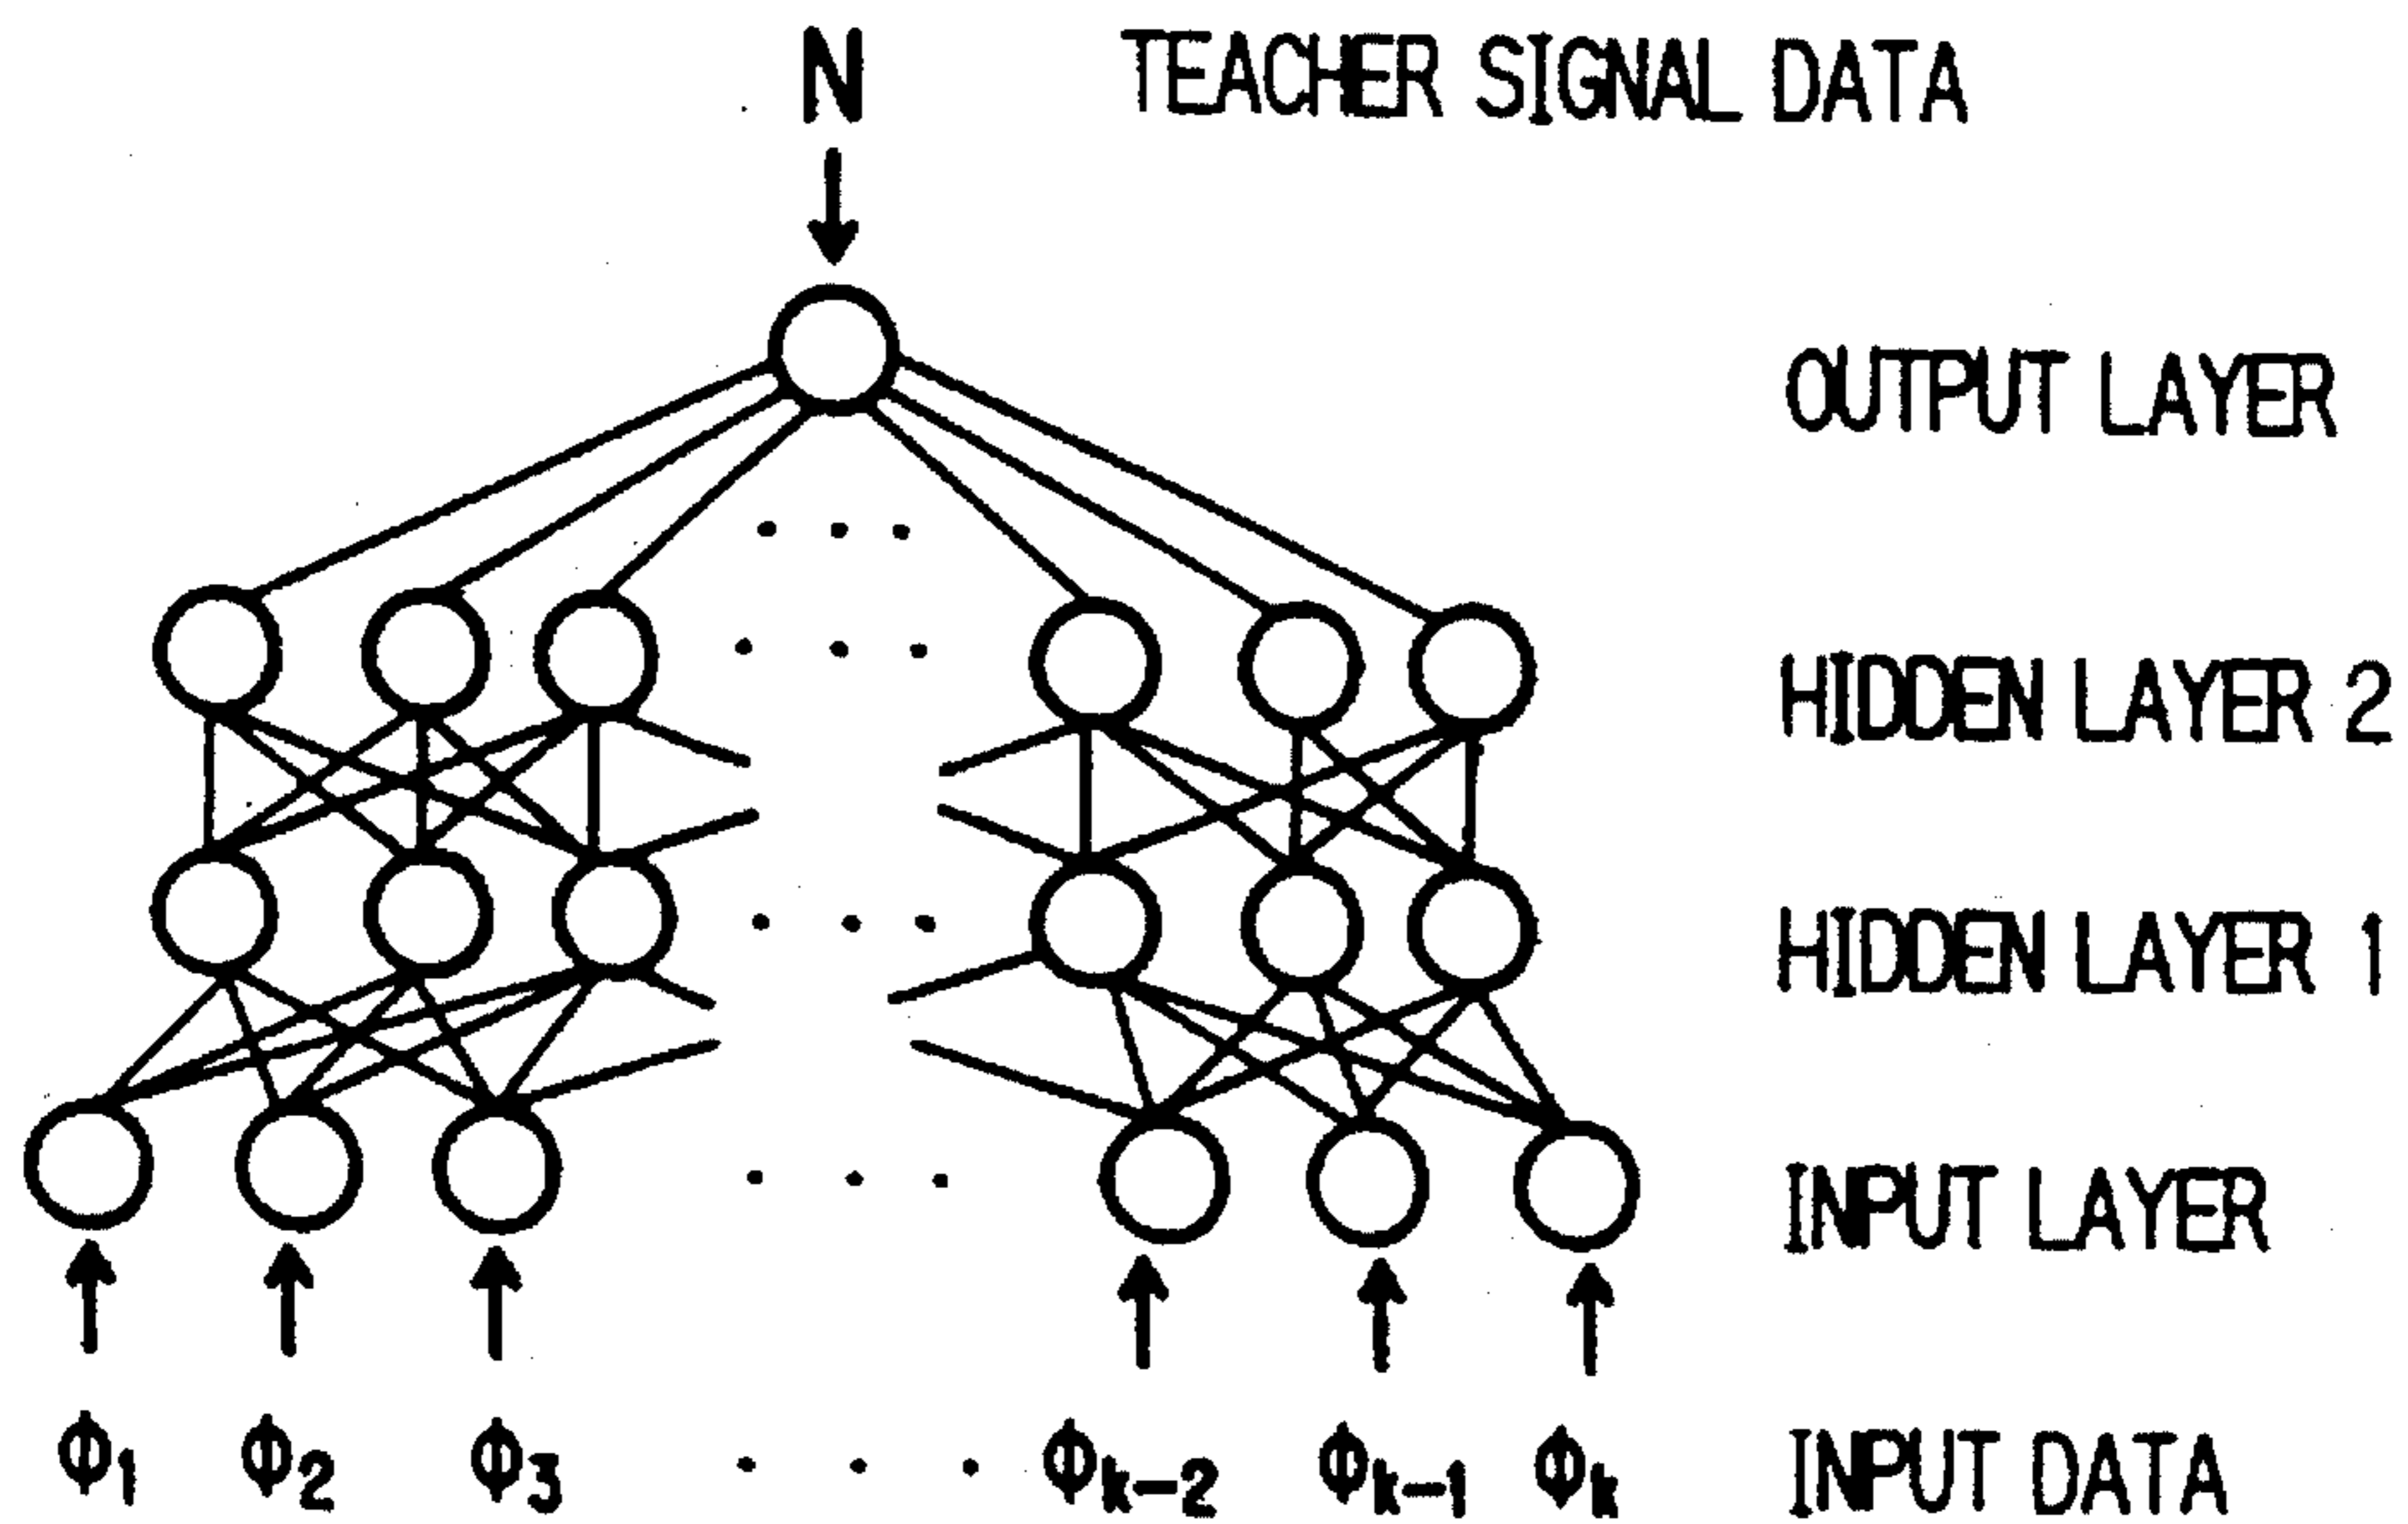 N TEACHER SIGNAL DATA
OUTPUT LAYER
HIDDEN LAYER 2
HIDDEN LAYER 1
INPUT LAYER
Φ1 Φ2 Φ3 . . . Φk-2 Φk-1 Φk INPUT DATA